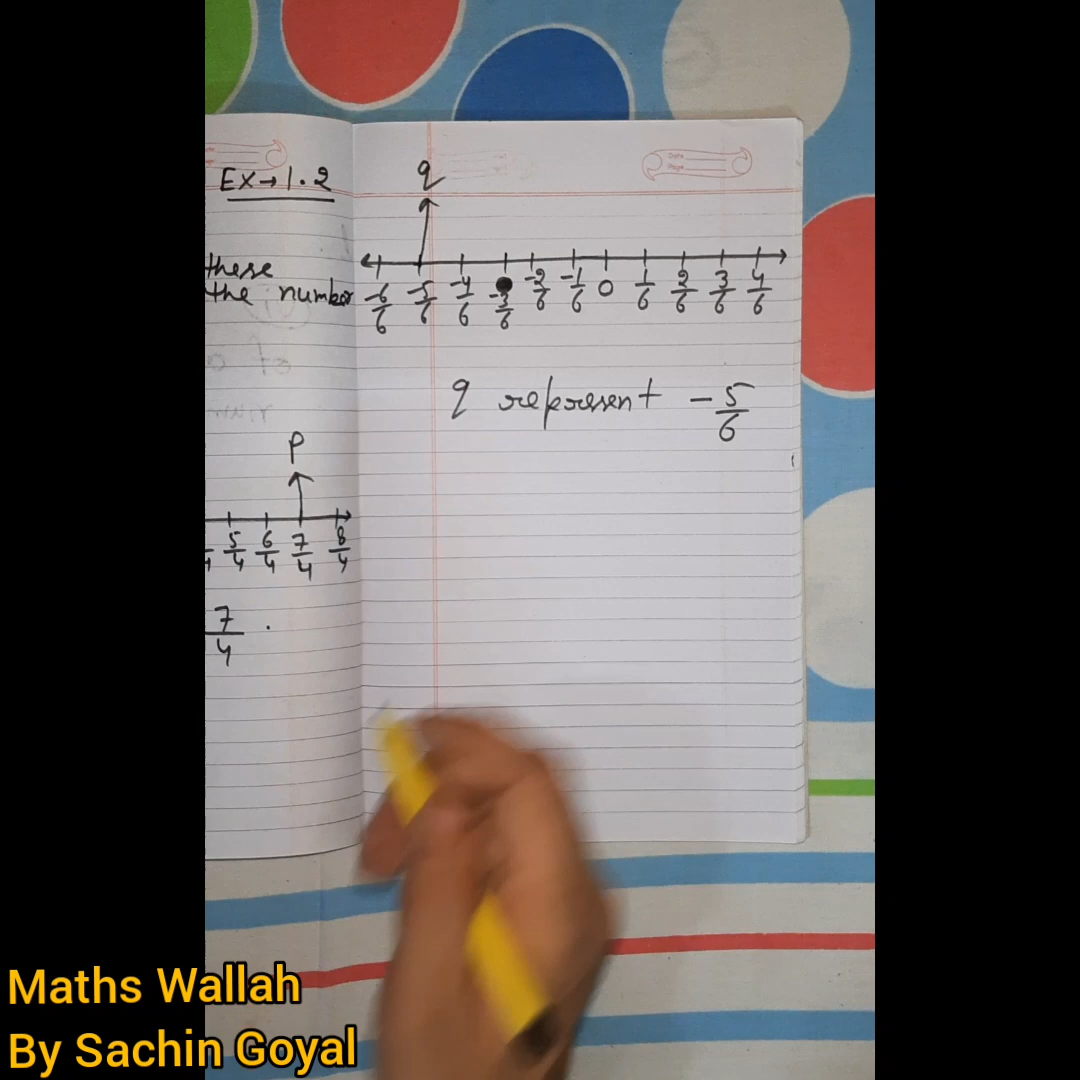 Ex→1.2
these
the number
P
5/4 6/4 7/4 8/4
7/4 .
Date
Page
q
-6/6 -5/6 -4/6 -3/6 -2/6 -1/6 0 1/6 2/6 3/6 4/6
q represent -5/6
Maths Wallah
By Sachin Goyal